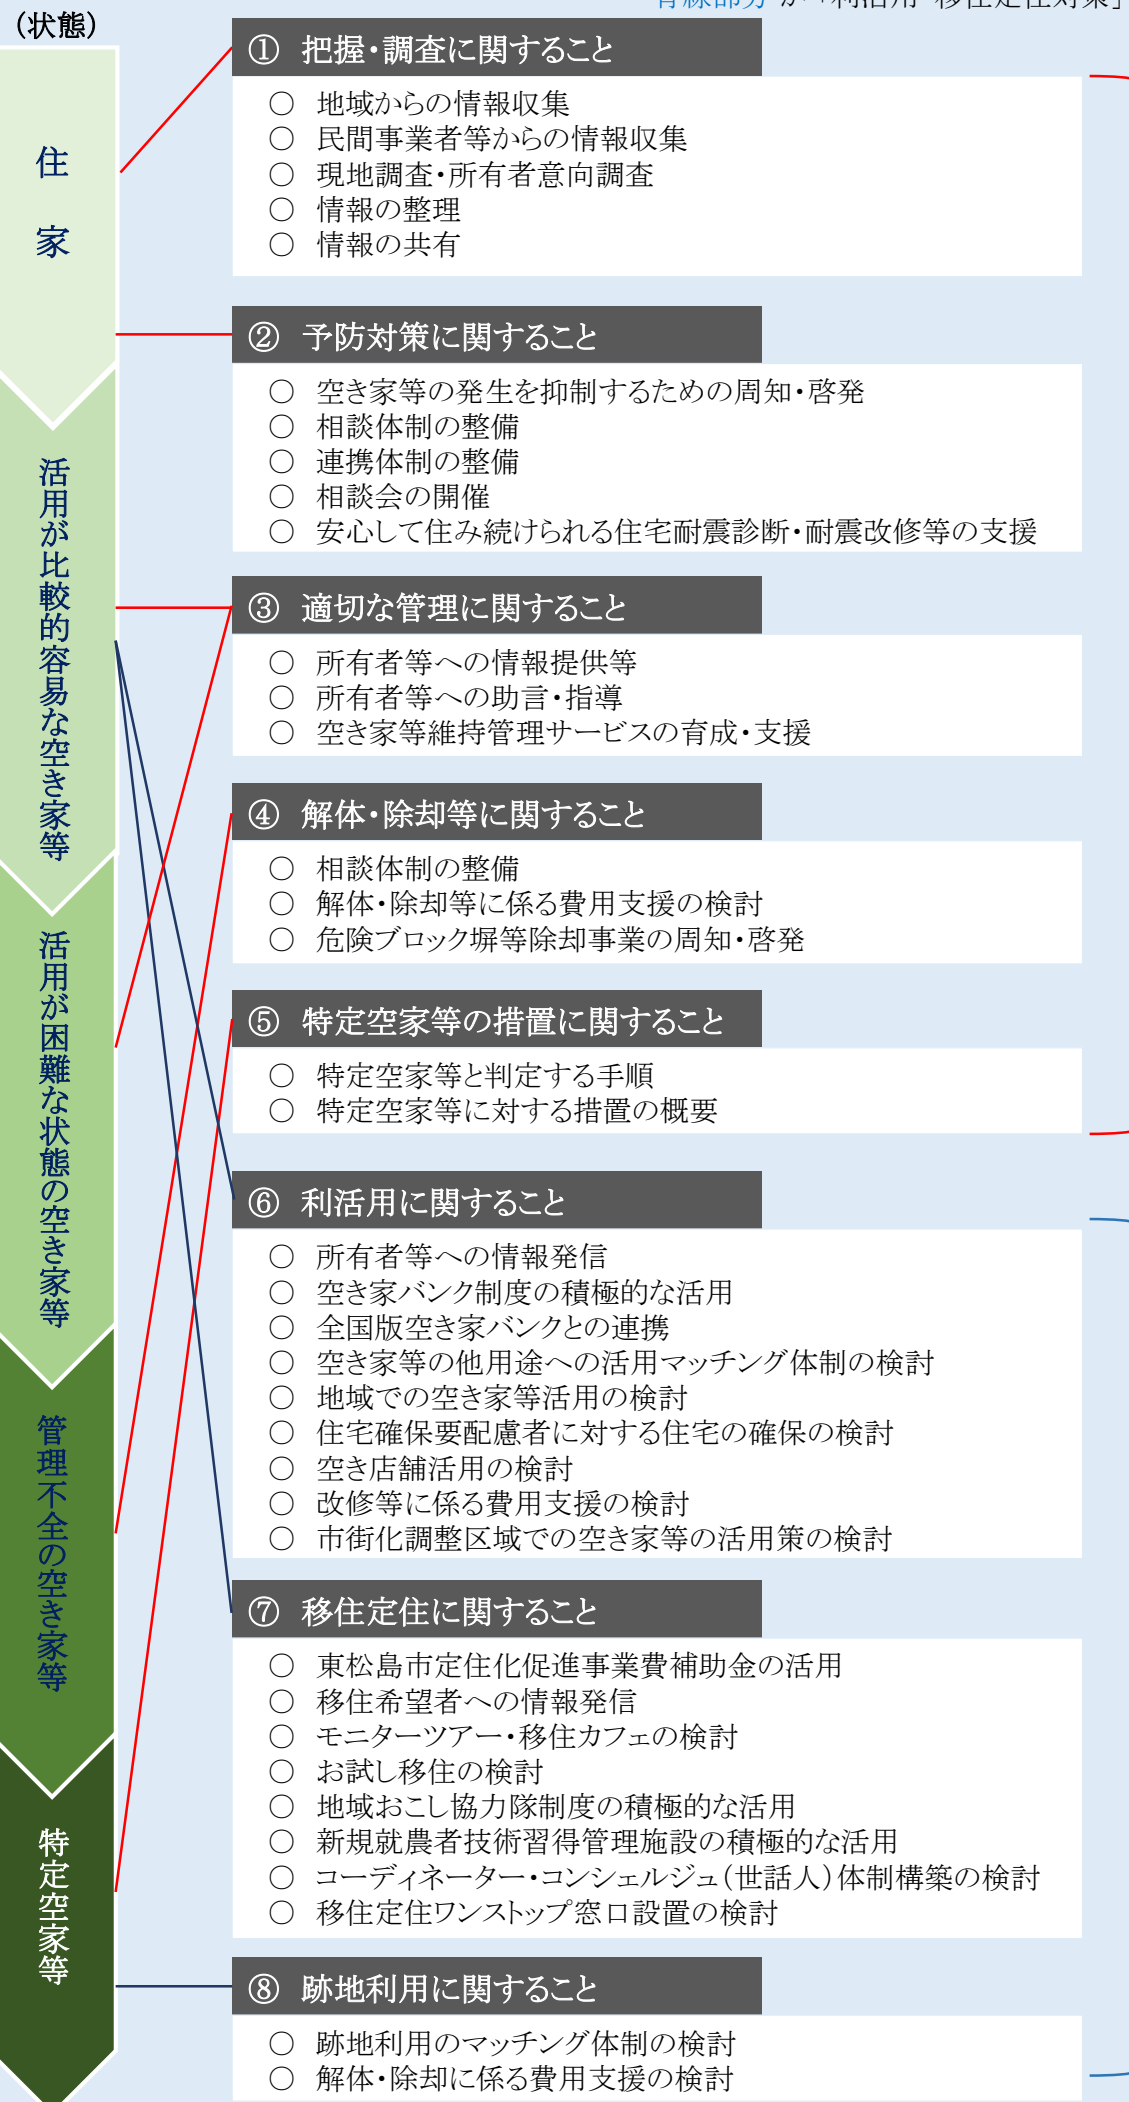 青線部分 が 「利活用・移住定住対策」
(状態)
住家
活用が比較的容易な空き家等
活用が困難な状態の空き家等
管理不全の空き家等
特定空家等
① 把握・調査に関すること
○ 地域からの情報収集
○ 民間事業者等からの情報収集
○ 現地調査・所有者意向調査
○ 情報の整理
○ 情報の共有
② 予防対策に関すること
○ 空き家等の発生を抑制するための周知・啓発
○ 相談体制の整備
○ 連携体制の整備
○ 相談会の開催
○ 安心して住み続けられる住宅耐震診断・耐震改修等の支援
③ 適切な管理に関すること
○ 所有者等への情報提供等
○ 所有者等への助言・指導
○ 空き家等維持管理サービスの育成・支援
④ 解体・除却等に関すること
○ 相談体制の整備
○ 解体・除却等に係る費用支援の検討
○ 危険ブロック塀等除却事業の周知・啓発
⑤ 特定空家等の措置に関すること
○ 特定空家等と判定する手順
○ 特定空家等に対する措置の概要
⑥ 利活用に関すること
○ 所有者等への情報発信
○ 空き家バンク制度の積極的な活用
○ 全国版空き家バンクとの連携
○ 空き家等の他用途への活用マッチング体制の検討
○ 地域での空き家等活用の検討
○ 住宅確保要配慮者に対する住宅の確保の検討
○ 空き店舗活用の検討
○ 改修等に係る費用支援の検討
○ 市街化調整区域での空き家等の活用策の検討
⑦ 移住定住に関すること
○ 東松島市定住化促進事業費補助金の活用
○ 移住希望者への情報発信
○ モニターツアー・移住カフェの検討
○ お試し移住の検討
○ 地域おこし協力隊制度の積極的な活用
○ 新規就農者技術習得管理施設の積極的な活用
○ コーディネーター・コンシェルジュ(世話人)体制構築の検討
○ 移住定住ワンストップ窓口設置の検討
⑧ 跡地利用に関すること
○ 跡地利用のマッチング体制の検討
○ 解体・除却に係る費用支援の検討